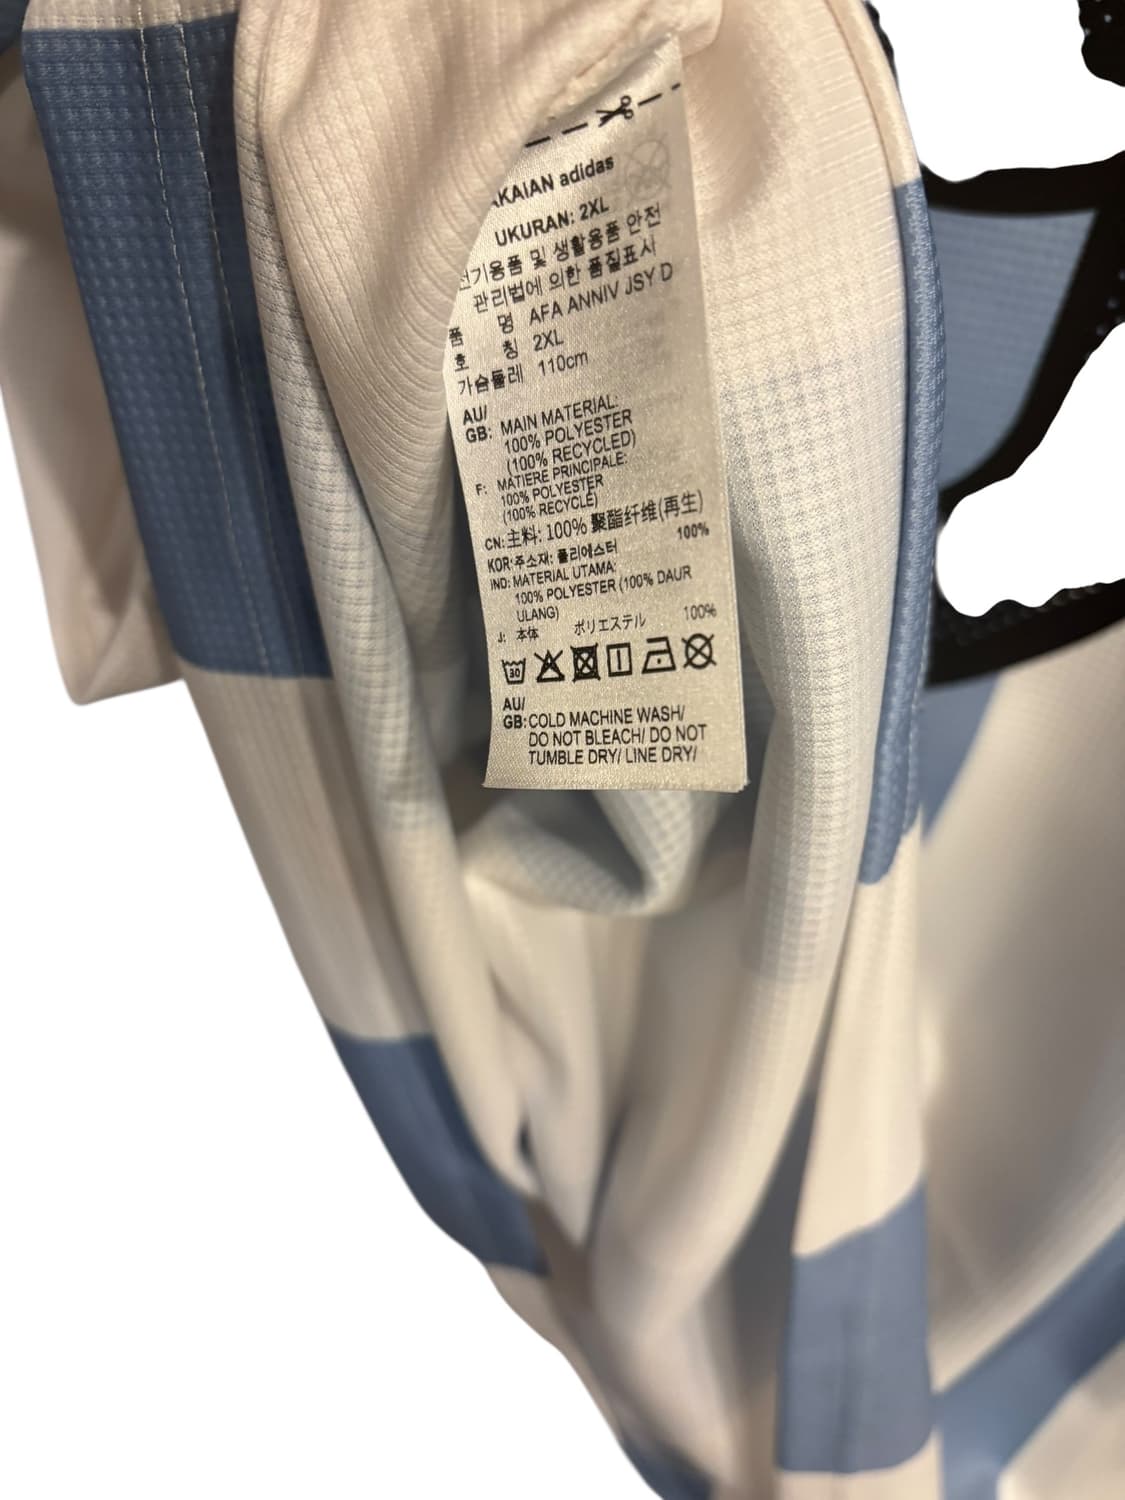 AKAIAN adidas
UKURAN: 2XL
전기용품 및 생활용품 안전
관리법에 의한 품질표시
품 명 AFA ANNIV JSY D
호 칭 2XL
가슴둘레 110cm
AU/
GB: MAIN MATERIAL:
100% POLYESTER
(100% RECYCLED)
F: MATIERE PRINCIPALE:
100% POLYESTER
(100% RECYCLÉ)
CN: 主料: 100% 聚酯纤维(再生)
KOR: 주소재: 폴리에스터 100%
IND: MATERIAL UTAMA:
100% POLYESTER (100% DAUR
ULANG)
J: 本体 ポリエステル 100%
30
AU/
GB: COLD MACHINE WASH/
DO NOT BLEACH/ DO NOT
TUMBLE DRY/ LINE DRY/